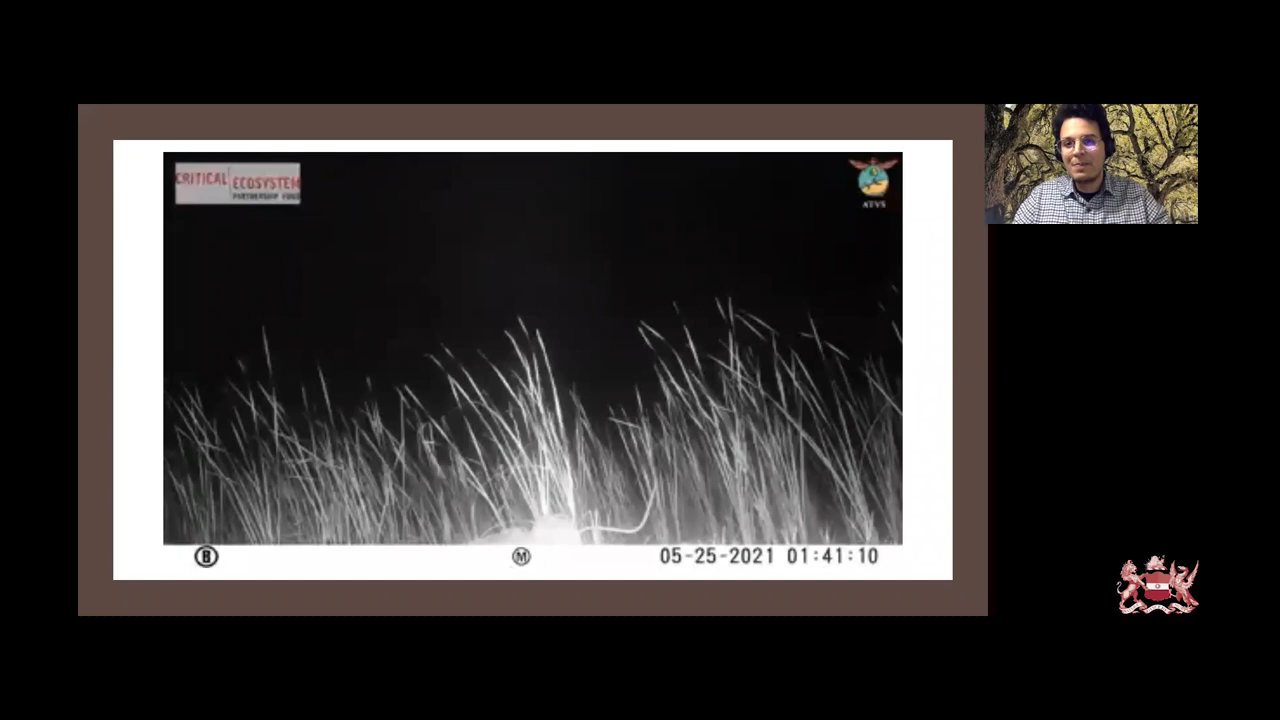 CRITICAL ECOSYSTEM
PARTNERSHIP FUND
ATVS
B M 05-25-2021 01:41:10